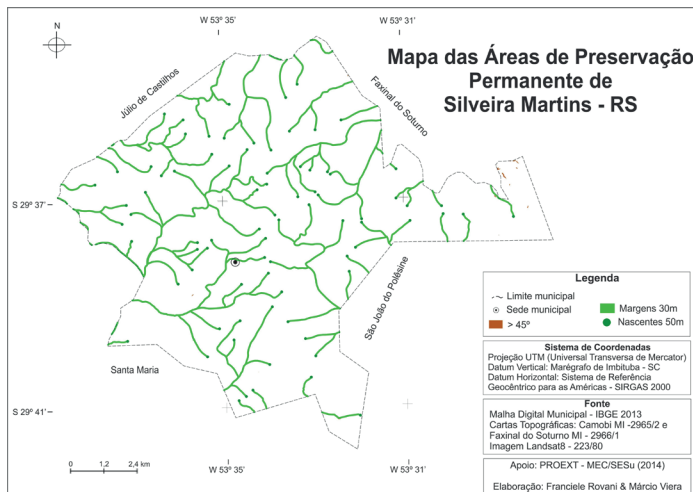 W 53º 35'
W 53º 31'
N
Mapa das Áreas de Preservação
Permanente de
Silveira Martins - RS
Júlio de Castilhos
Faxinal do Soturno
S 29º 37'
São João do Polêsine
Santa Maria
S 29º 41'
Legenda
Limite municipal
Sede municipal
> 45º
Margens 30m
Nascentes 50m
Sistema de Coordenadas
Projeção UTM (Universal Transversa de Mercator)
Datum Vertical: Marégrafo de Imbituba - SC
Datum Horizontal: Sistema de Referência
Geocêntrico para as Américas - SIRGAS 2000
Fonte
Malha Digital Municipal - IBGE 2013
Cartas Topográficas: Camobi MI -2965/2 e
Faxinal do Soturno MI - 2966/1
Imagem Landsat8 - 223/80
Apoio: PROEXT - MEC/SESu (2014)
Elaboração: Franciele Rovani & Márcio Viera
0 1,2 2,4 km
W 53º 35'
W 53º 31'